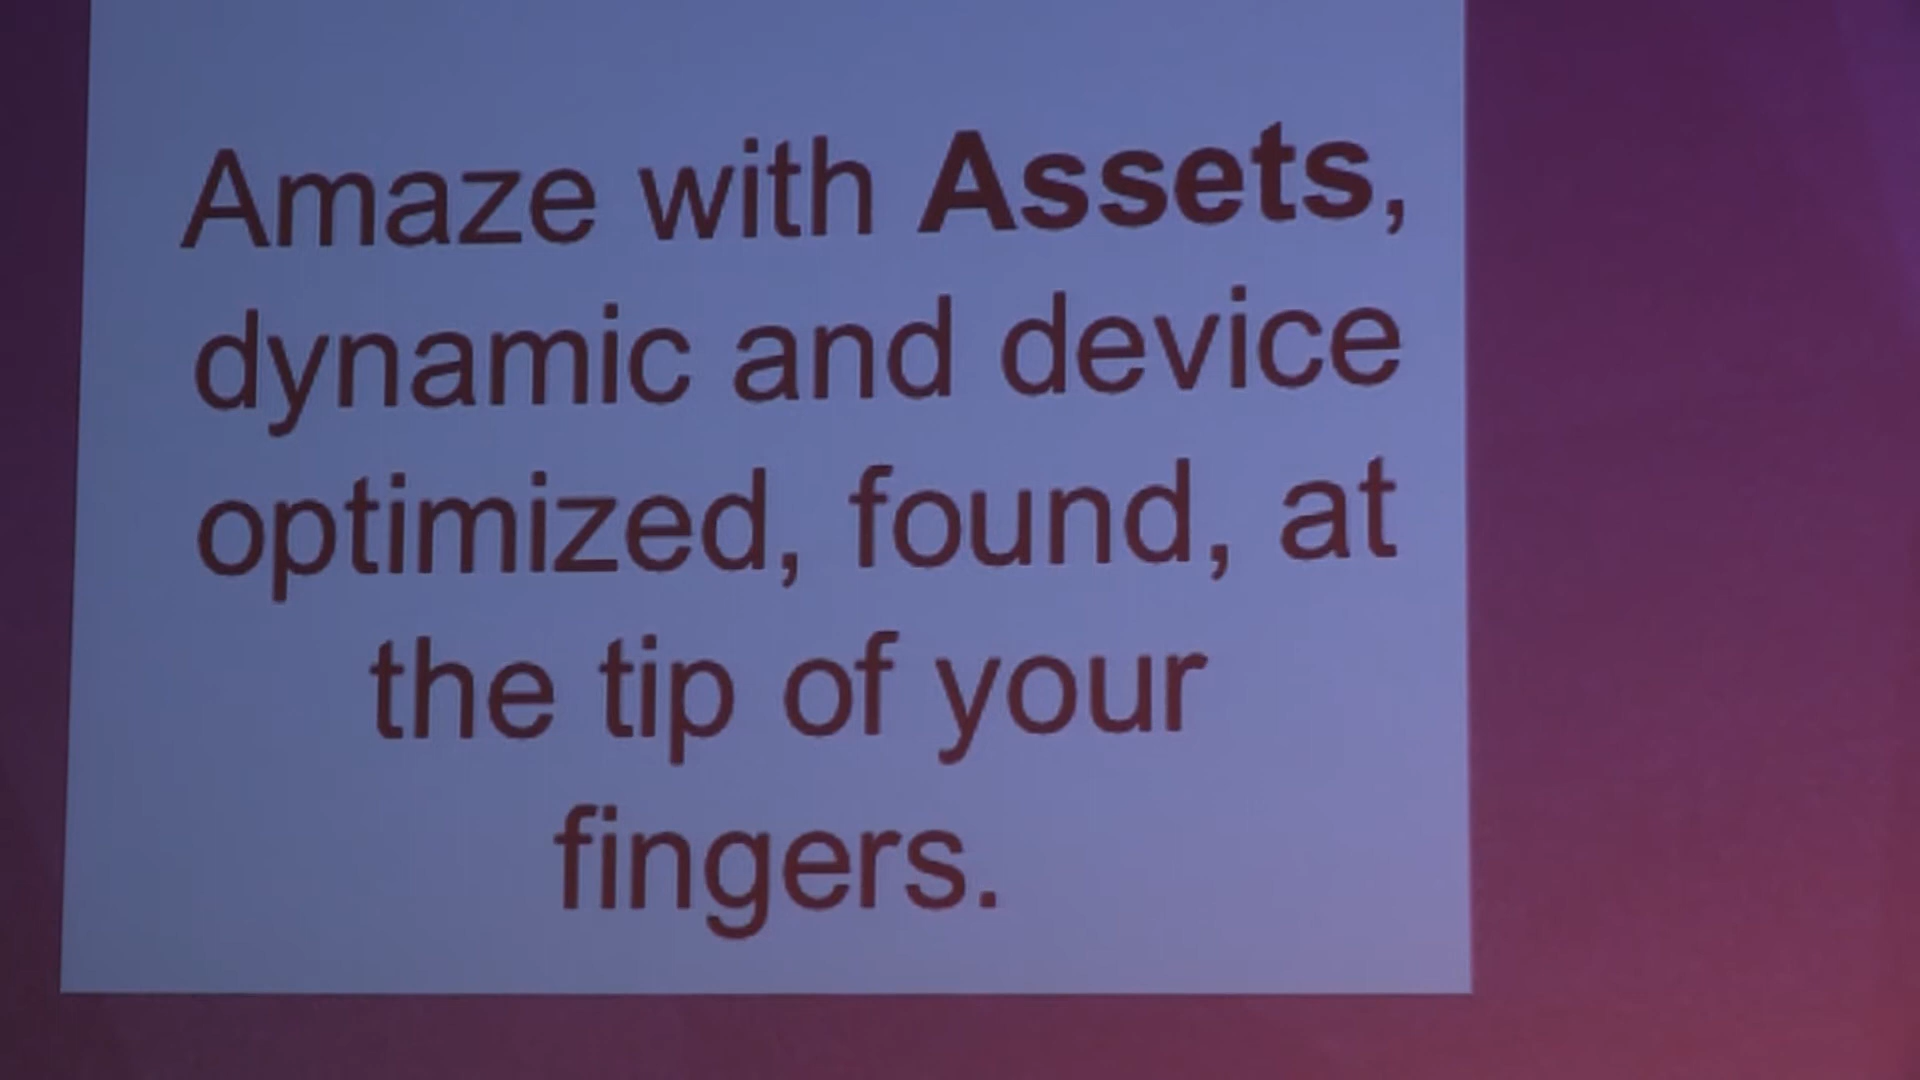 Amaze with Assets,
dynamic and device
optimized, found, at
the tip of your
fingers.